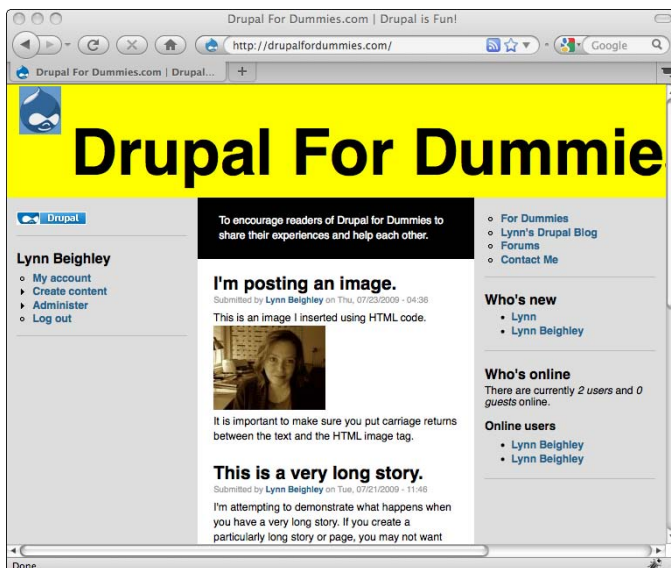 Drupal For Dummies.com | Drupal is Fun!
http://drupalfordummies.com/
Google
Drupal For Dummies.com | Drupal...
Drupal For Dummie
Drupal
Lynn Beighley
My account
Create content
Administer
Log out
To encourage readers of Drupal for Dummies to
share their experiences and help each other.
I'm posting an image.
Submitted by Lynn Beighley on Thu, 07/23/2009 - 04:36
This is an image I inserted using HTML code.
It is important to make sure you put carriage returns
between the text and the HTML image tag.
This is a very long story.
Submitted by Lynn Beighley on Tue, 07/21/2009 - 11:46
I'm attempting to demonstrate what happens when
you have a very long story. If you create a
particularly long story or page, you may not want
For Dummies
Lynn's Drupal Blog
Forums
Contact Me
Who's new
Lynn
Lynn Beighley
Who's online
There are currently 2 users and 0
guests online.
Online users
Lynn Beighley
Lynn Beighley
Done